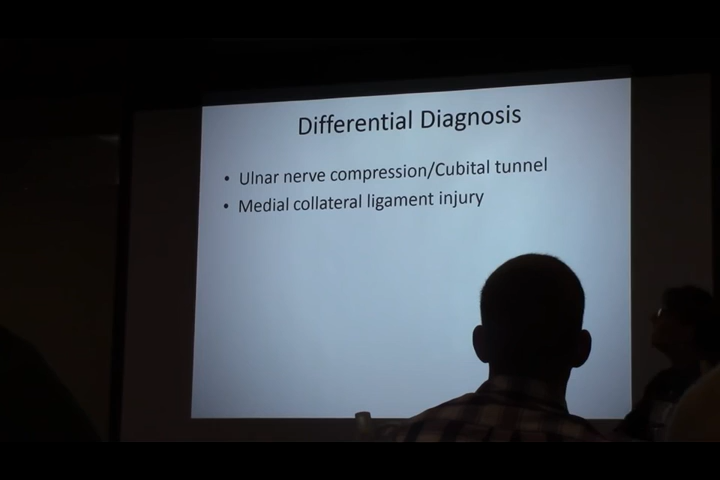 Differential Diagnosis
• Ulnar nerve compression/Cubital tunnel
• Medial collateral ligament injury